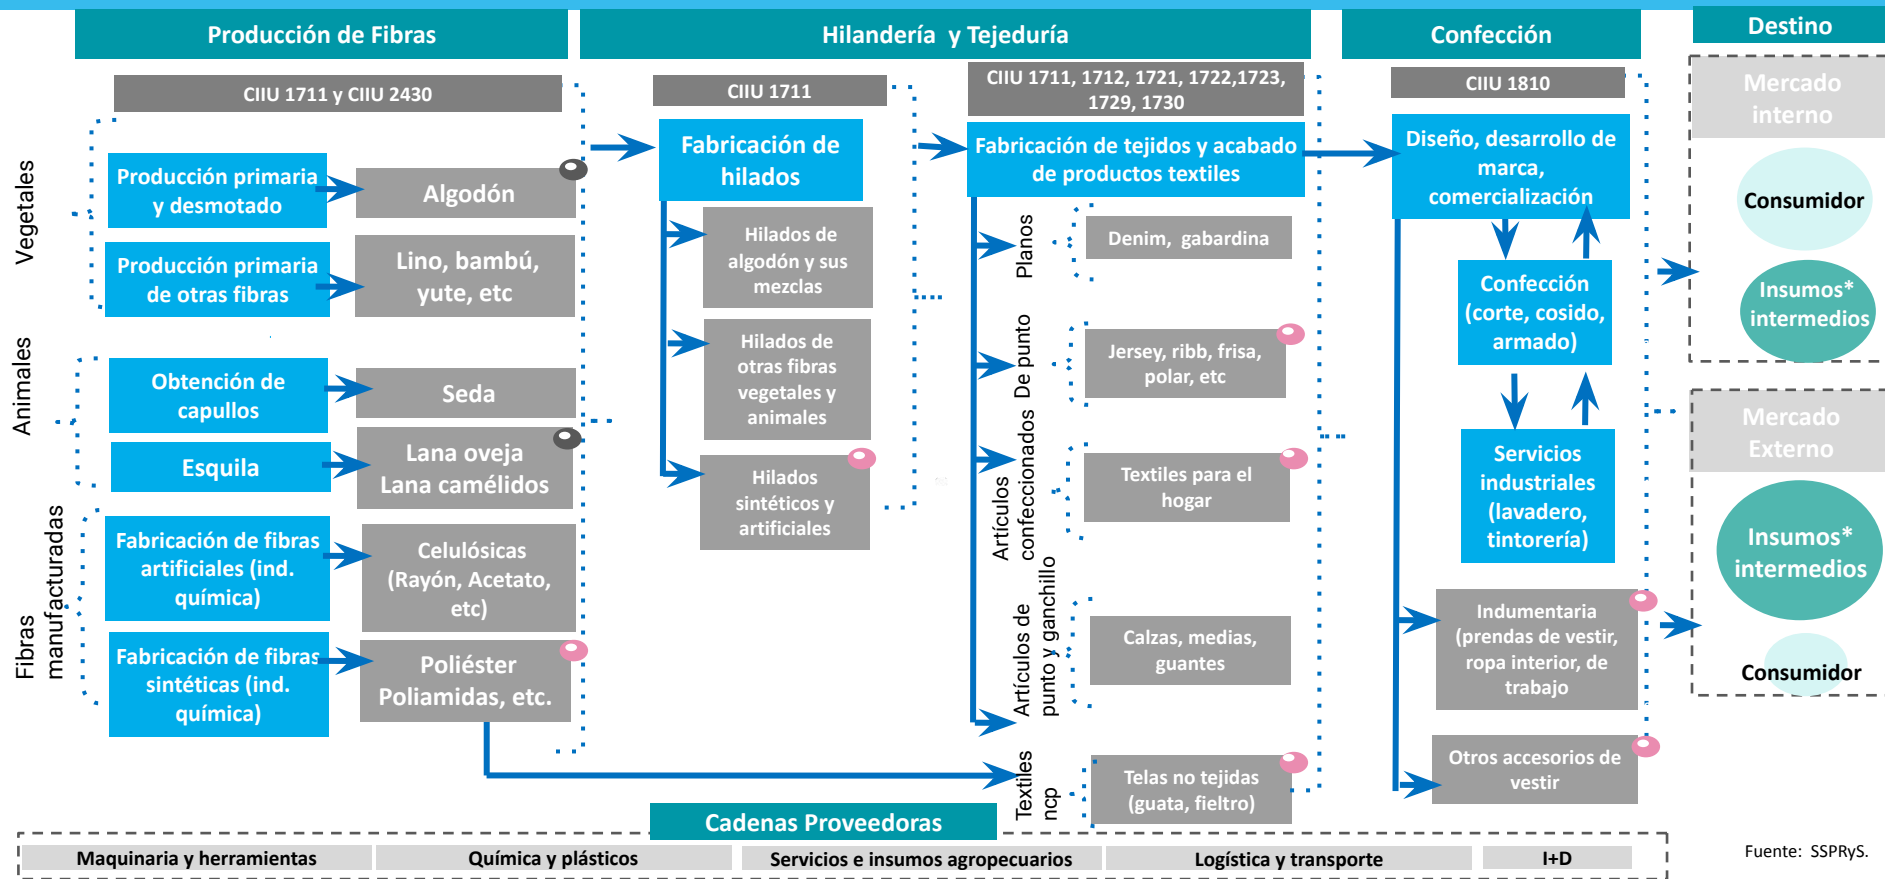 Producción de Fibras
Hilandería y Tejeduría
Confección
Destino
CIIU 1711 y CIIU 2430
CIIU 1711
CIIU 1711, 1712, 1721, 1722,1723,
1729, 1730
CIIU 1810
Vegetales
Producción primaria
y desmotado
Algodón
Producción primaria
de otras fibras
Lino, bambú,
yute, etc
Animales
Obtención de
capullos
Seda
Esquila
Lana oveja
Lana camélidos
Fibras
manufacturadas
Fabricación de fibras
artificiales (ind.
química)
Celulósicas
(Rayón, Acetato,
etc)
Fabricación de fibras
sintéticas (ind.
química)
Poliéster
Poliamidas, etc.
Fabricación de
hilados
Hilados de
algodón y sus
mezclas
Hilados de
otras fibras
vegetales y
animales
Hilados
sintéticos y
artificiales
Fabricación de tejidos y acabado
de productos textiles
Planos
Denim, gabardina
De punto
Jersey, ribb, frisa,
polar, etc
Artículos
confeccionados
Textiles para el
hogar
Artículos de
punto y ganchillo
Calzas, medias,
guantes
Textiles
ncp
Telas no tejidas
(guata, fieltro)
Diseño, desarrollo de
marca,
comercialización
Confección
(corte, cosido,
armado)
Servicios
industriales
(lavadero,
tintorería)
Indumentaria
(prendas de vestir,
ropa interior, de
trabajo
Otros accesorios de
vestir
Mercado
interno
Consumidor
Insumos*
intermedios
Mercado
Externo
Insumos*
intermedios
Consumidor
Cadenas Proveedoras
Maquinaria y herramientas
Química y plásticos
Servicios e insumos agropecuarios
Logística y transporte
I+D
Fuente: SSPRyS.